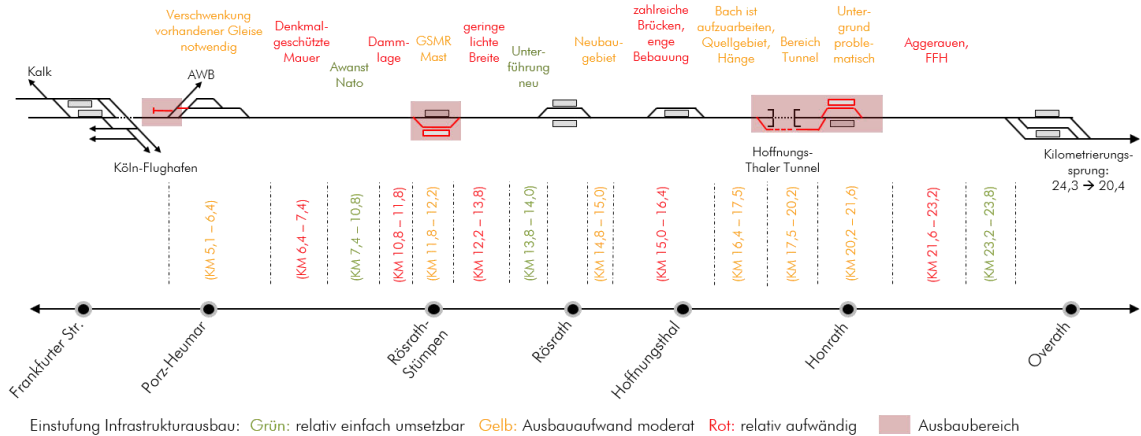 Verschwenkung
vorhandener Gleise
notwendig
Denkmal-
geschützte
Mauer
Awanst
Nato
Damm-
lage
GSMR
Mast
geringe
lichte
Breite
Unter-
führung
neu
Neubau-
gebiet
zahlreiche
Brücken,
enge
Bebauung
Bach ist
aufzuarbeiten,
Quellgebiet,
Hänge
Bereich
Tunnel
Unter-
grund
proble-
matisch
Aggerauen,
FFH
Kalk
AWB
Köln-Flughafen
Hoffnungs-
Thaler Tunnel
Kilometrierungs-
sprung:
24,3 → 20,4
(KM 5,1 – 6,4)
(KM 6,4 – 7,4)
(KM 7,4 – 10,8)
(KM 10,8 – 11,8)
(KM 11,8 – 12,2)
(KM 12,2 – 13,8)
(KM 13,8 – 14,0)
(KM 14,8 – 15,0)
(KM 15,0 – 16,4)
(KM 16,4 – 17,5)
(KM 17,5 – 20,2)
(KM 20,2 – 21,6)
(KM 21,6 – 23,2)
(KM 23,2 – 23,8)
Frankfurter Str.
Porz-Heumar
Rösrath-
Stümpen
Rösrath
Hoffnungsthal
Honrath
Overath
Einstufung Infrastrukturausbau: Grün: relativ einfach umsetzbar Gelb: Ausbauaufwand moderat Rot: relativ aufwändig Ausbaubereich